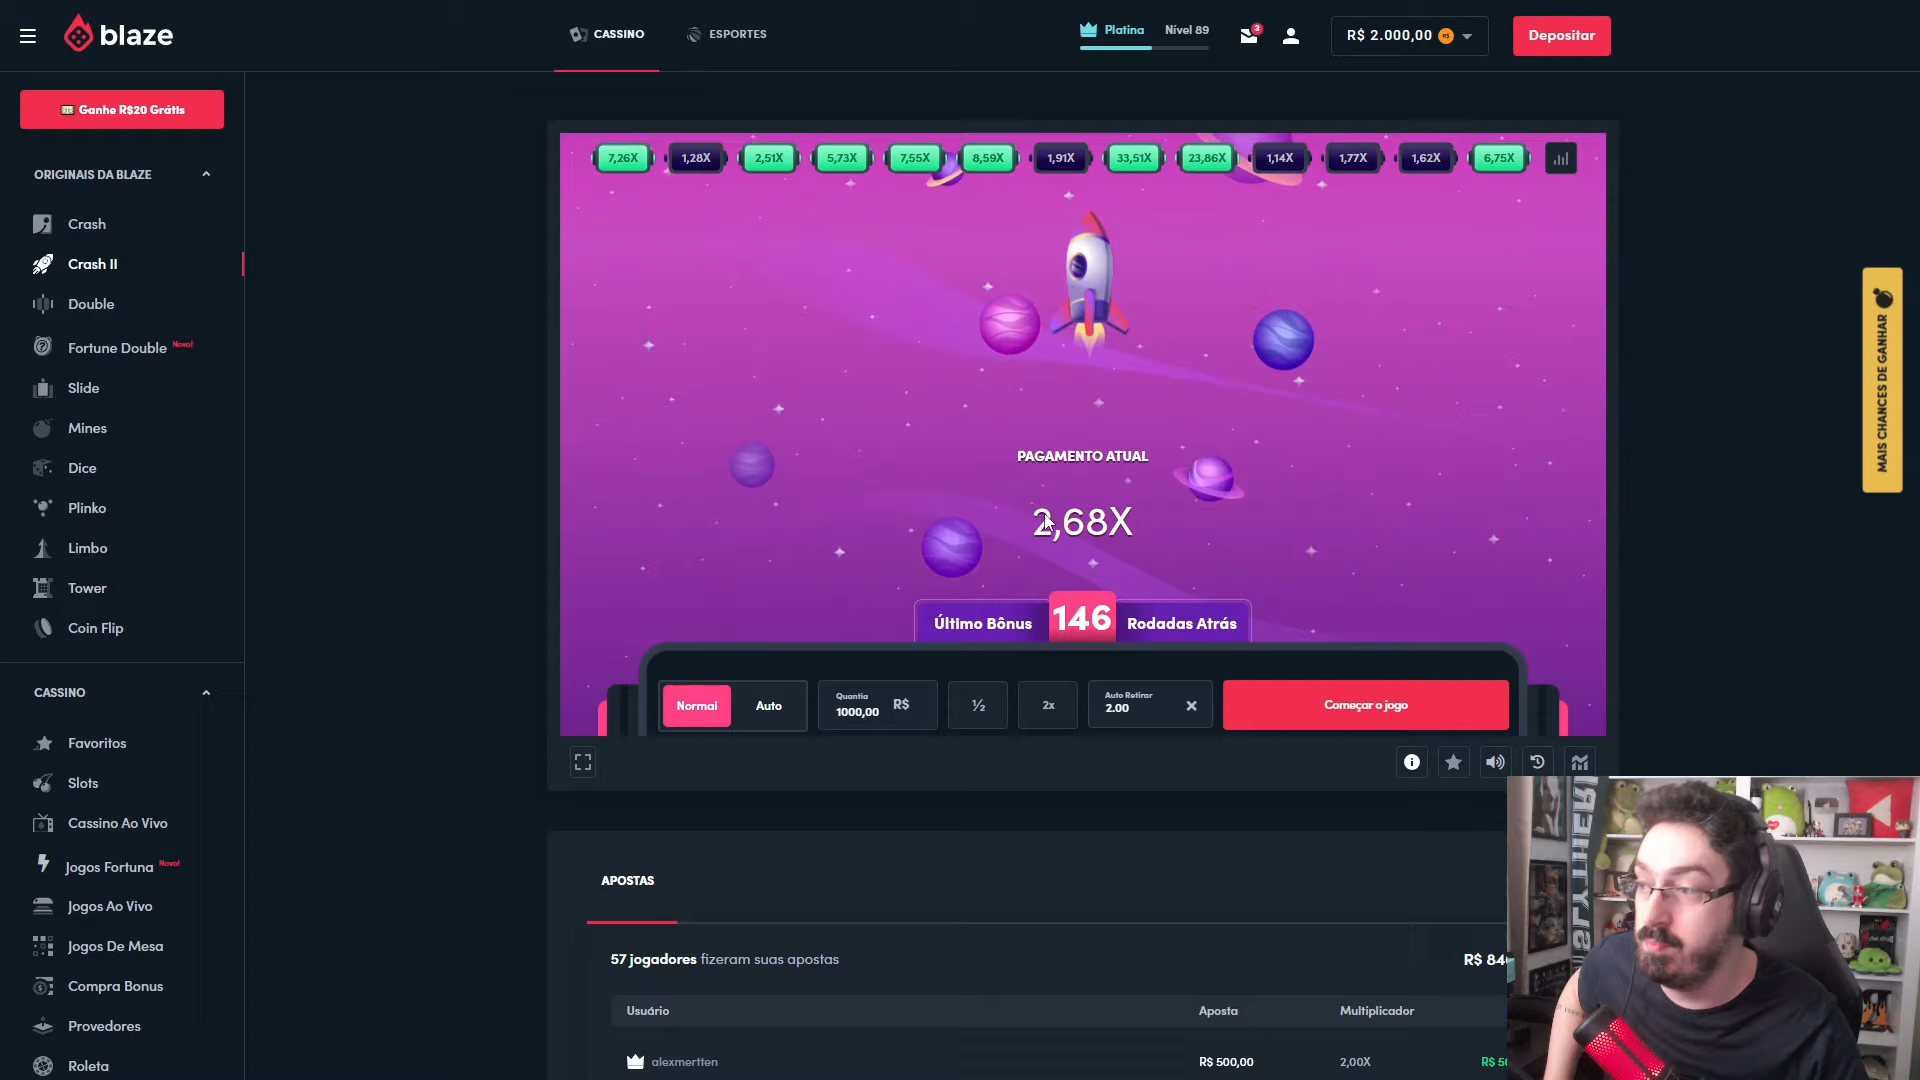 blaze
CASSINO
ESPORTES
Platina
Nível 89
3
R$ 2.000,00
R$
Depositar
Ganhe R$20 Grátis
ORIGINAIS DA BLAZE
Crash
Crash II
Double
Fortune Double Novo!
Slide
Mines
Dice
Plinko
Limbo
Tower
Coin Flip
CASSINO
Favoritos
Slots
Cassino Ao Vivo
Jogos Fortuna Novo!
Jogos Ao Vivo
Jogos De Mesa
Compra Bonus
Provedores
Roleta
7,26X
1,28X
2,51X
5,73X
7,55X
8,59X
1,91X
33,51X
23,86X
1,14X
1,77X
1,62X
6,75X
PAGAMENTO ATUAL
2,68X
Último Bônus 146 Rodadas Atrás
Normal
Auto
Quantia
1000,00
R$
½
2x
Auto Retirar
2.00
Começar o jogo
MAIS CHANCES DE GANHAR
APOSTAS
57 jogadores fizeram suas apostas
Usuário
Aposta
Multiplicador
alexmertten
R$ 500,00
2,00X